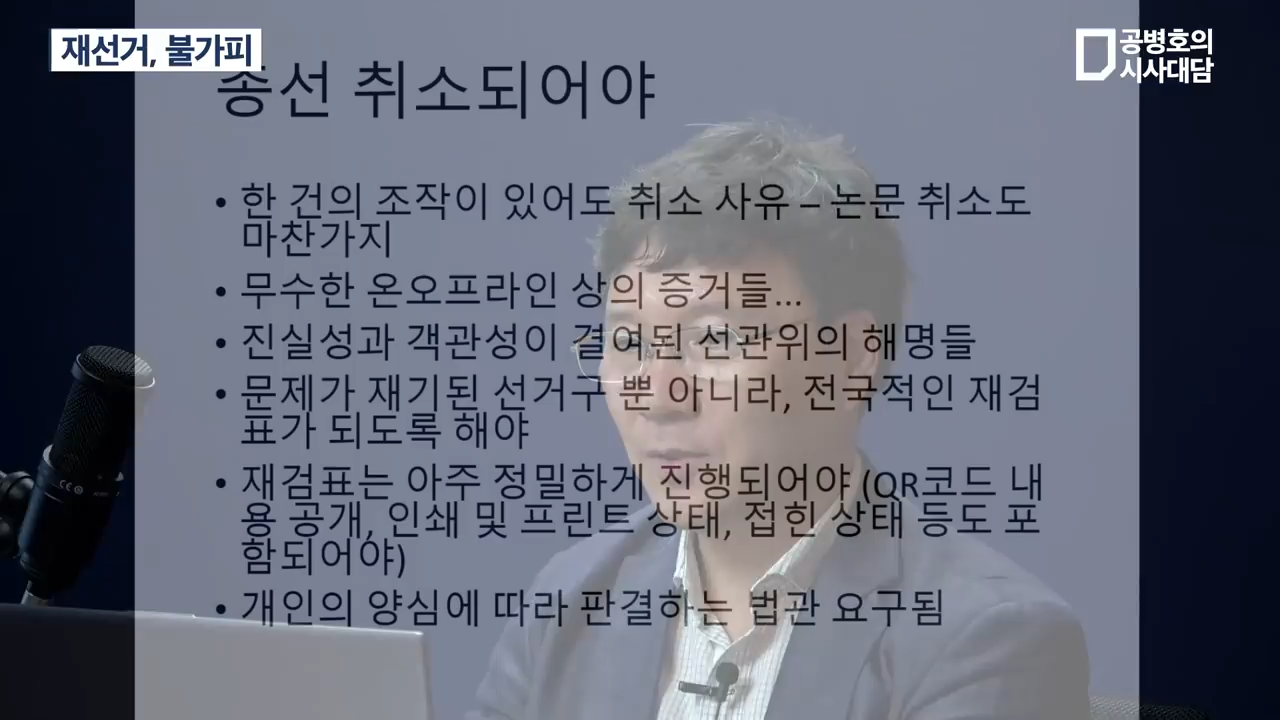 재선거, 불가피
공병호의
시사대담
총선 취소되어야
• 한 건의 조작이 있어도 취소 사유 – 논문 취소도
마찬가지
• 무수한 온오프라인 상의 증거들...
• 진실성과 객관성이 결여된 선관위의 해명들
• 문제가 재기된 선거구 뿐 아니라, 전국적인 재검
표가 되도록 해야
• 재검표는 아주 정밀하게 진행되어야 (QR코드 내
용 공개, 인쇄 및 프린트 상태, 접힌 상태 등도 포
함되어야)
• 개인의 양심에 따라 판결하는 법관 요구됨